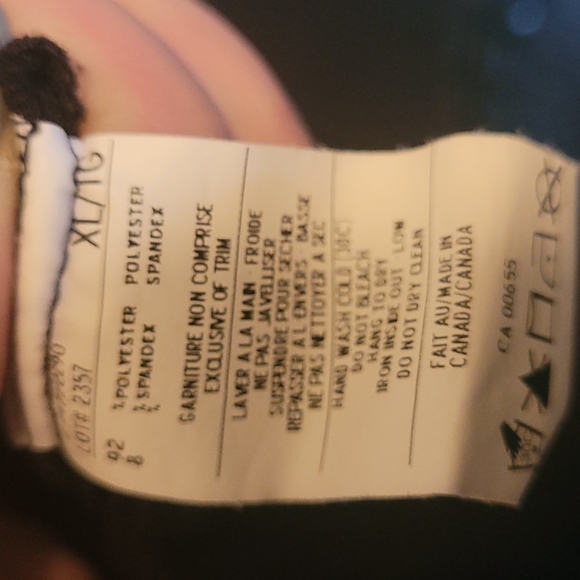 XL/TG
LOT# 2357
92 % POLYESTER POLYESTER
8 % SPANDEX SPANDEX
GARNITURE NON COMPRISE
EXCLUSIVE OF TRIM
LAVER A LA MAIN - FROIDE
NE PAS JAVELLISER
SUSPENDRE POUR SECHER
REPASSER A L ENVERS - BASSE
NE PAS NETTOYER A SEC
HAND WASH COLD (30C)
DO NOT BLEACH
HANG TO DRY
IRON INSIDE OUT LOW
DO NOT DRY CLEAN
FAIT AU/MADE IN
CANADA/CANADA
CA 00655